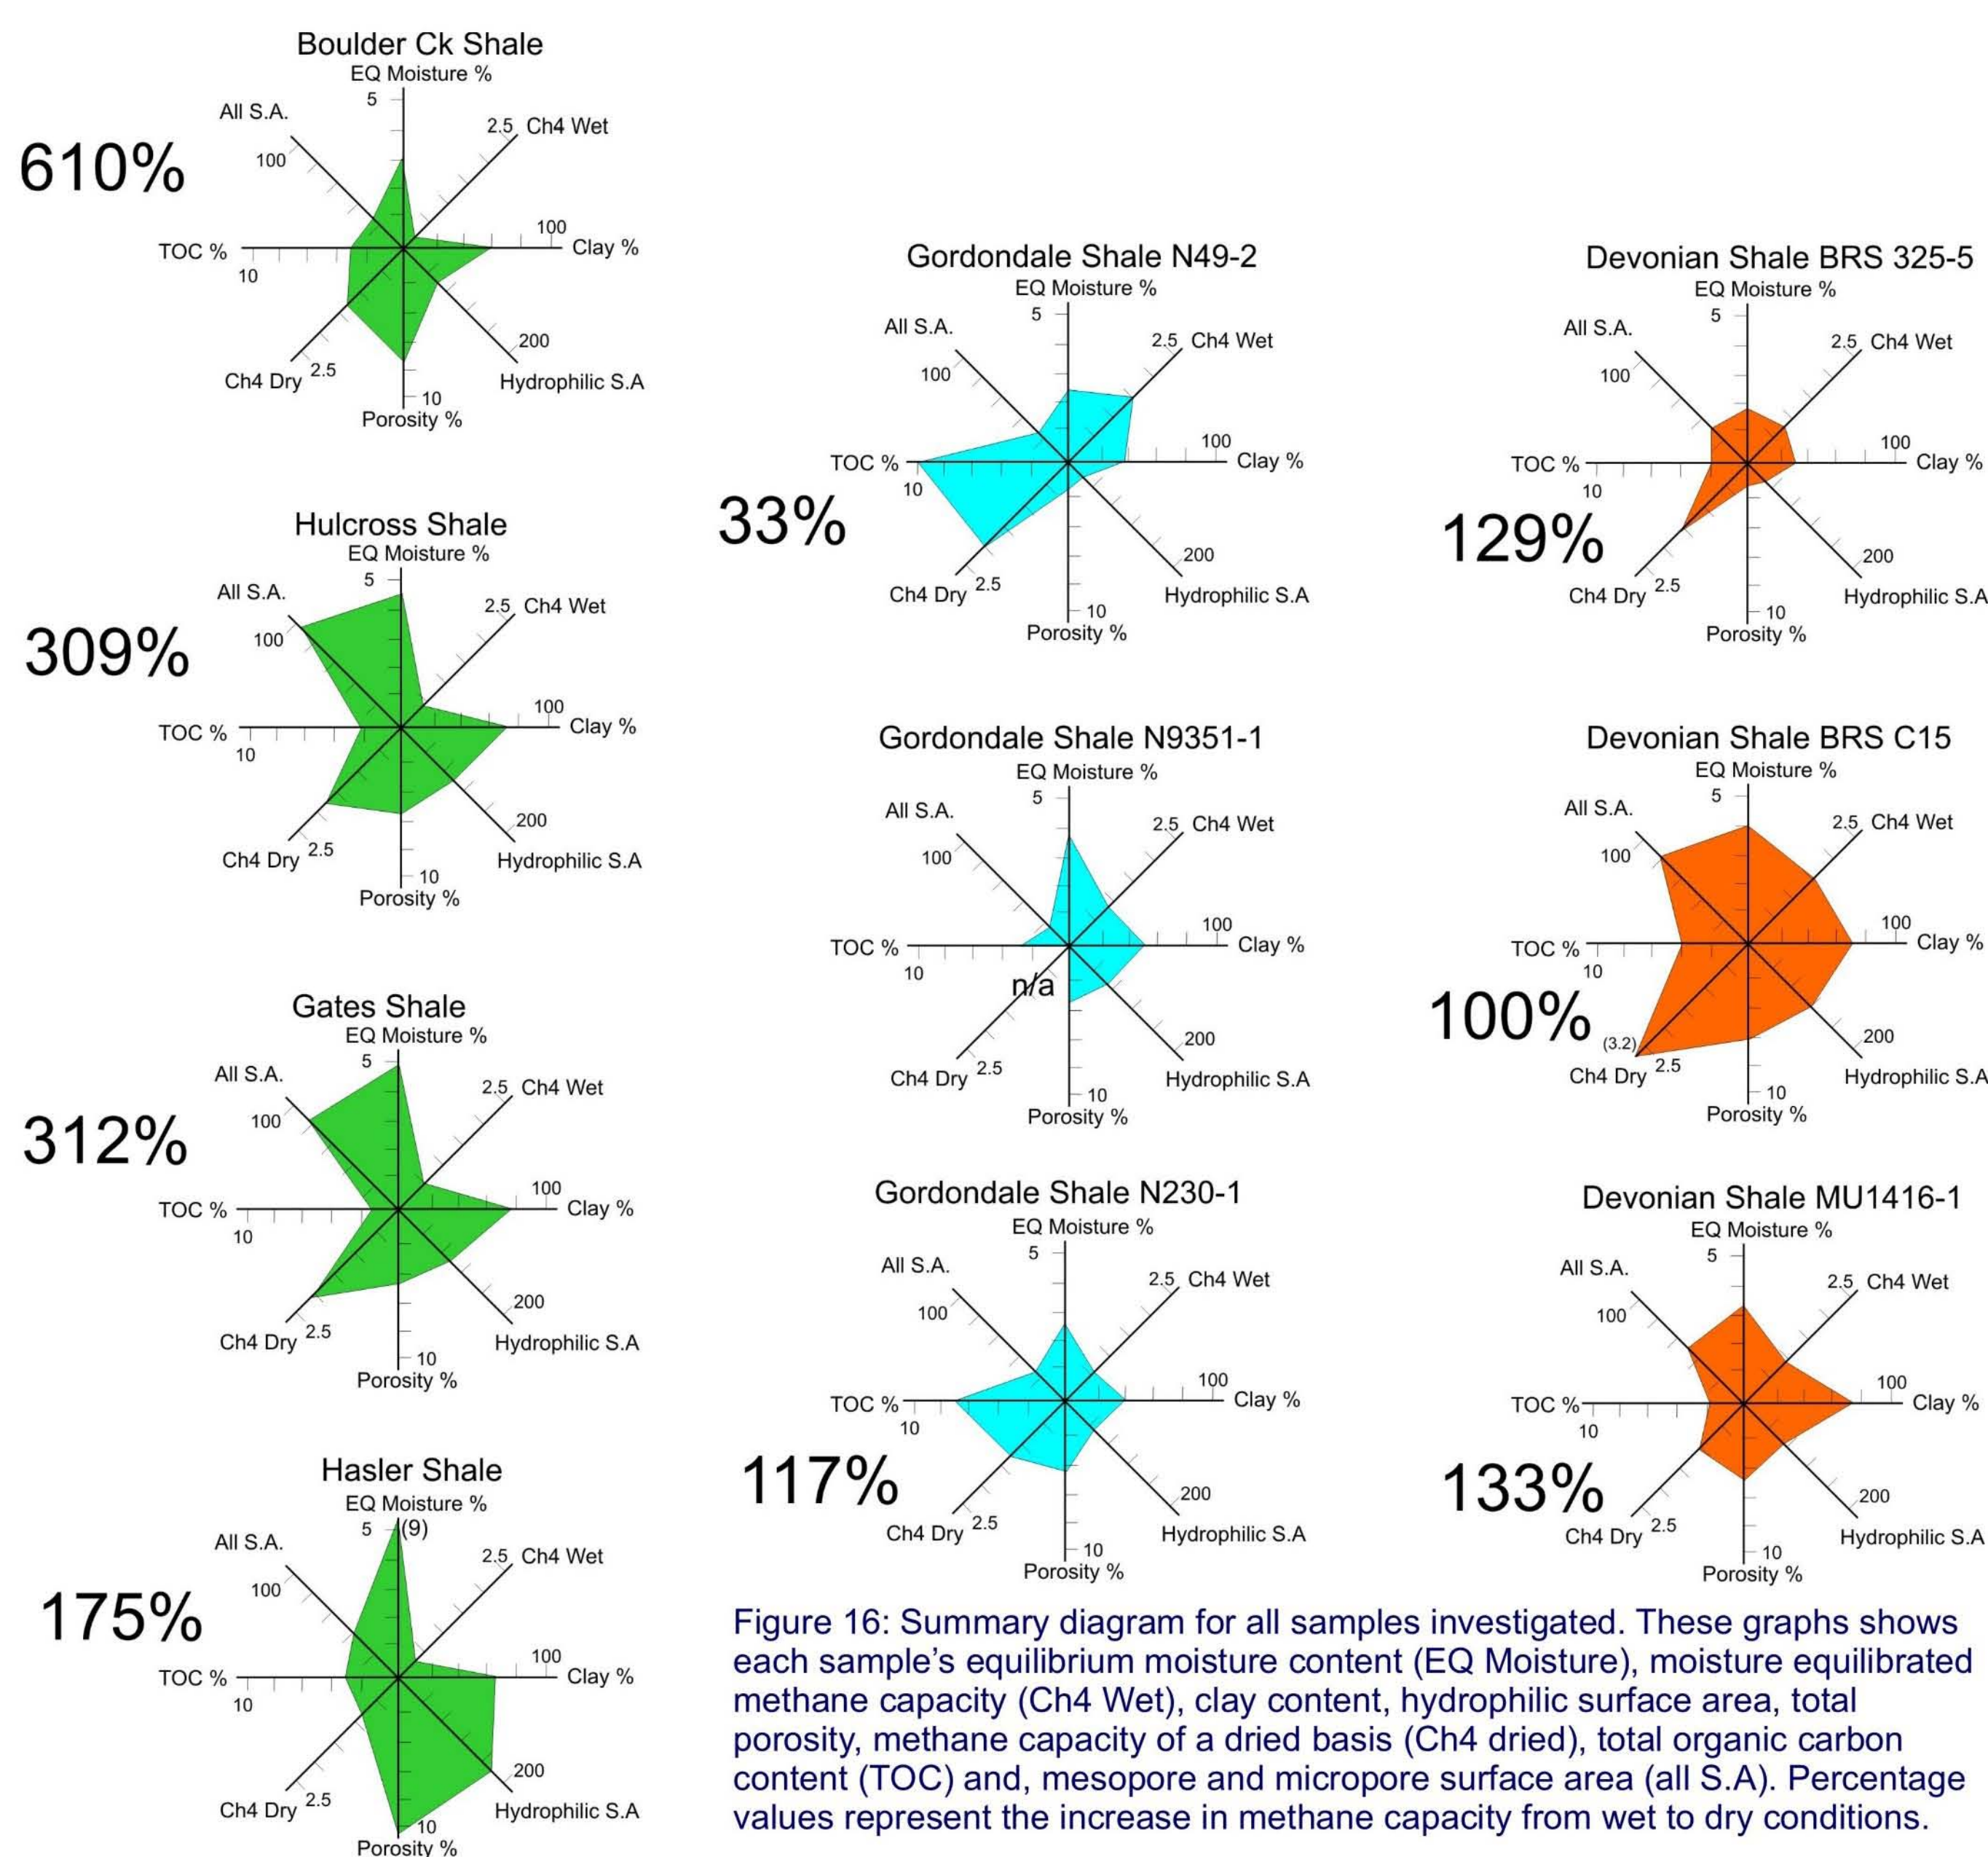 Boulder Ck Shale
EQ Moisture %
5
All S.A.
2.5 Ch4 Wet
100
610%
100
TOC %
Clay %
10
200
2.5
Ch4 Dry
Hydrophilic S.A
10
Porosity %
Hulcross Shale
EQ Moisture %
5
All S.A.
2.5 Ch4 Wet
100
309%
100
TOC %
Clay %
10
200
2.5
Ch4 Dry
Hydrophilic S.A
10
Porosity %
Gates Shale
EQ Moisture %
5
All S.A.
2.5 Ch4 Wet
100
312%
100
TOC %
Clay %
10
200
2.5
Ch4 Dry
Hydrophilic S.A
10
Porosity %
Hasler Shale
EQ Moisture %
5 (9)
All S.A.
2.5 Ch4 Wet
100
175%
100
TOC %
Clay %
10
200
2.5
Ch4 Dry
Hydrophilic S.A
10
Porosity %
Gordondale Shale N49-2
EQ Moisture %
5
All S.A.
2.5 Ch4 Wet
100
100
TOC %
Clay %
10
33%
200
2.5
Ch4 Dry
Hydrophilic S.A
10
Porosity %
Gordondale Shale N9351-1
EQ Moisture %
5
All S.A.
2.5 Ch4 Wet
100
100
TOC %
Clay %
10
n/a
200
2.5
Ch4 Dry
Hydrophilic S.A
10
Porosity %
Gordondale Shale N230-1
EQ Moisture %
5
All S.A.
2.5 Ch4 Wet
100
100
TOC %
Clay %
10
117%
200
2.5
Ch4 Dry
Hydrophilic S.A
10
Porosity %
Devonian Shale BRS 325-5
EQ Moisture %
5
All S.A.
2.5 Ch4 Wet
100
100
TOC %
Clay %
10
129%
200
2.5
Ch4 Dry
Hydrophilic S.A
10
Porosity %
Devonian Shale BRS C15
EQ Moisture %
5
All S.A.
2.5 Ch4 Wet
100
100
TOC %
Clay %
10
100%
(3.2)
200
2.5
Ch4 Dry
Hydrophilic S.A
10
Porosity %
Devonian Shale MU1416-1
EQ Moisture %
5
All S.A.
2.5 Ch4 Wet
100
100
TOC %
Clay %
10
133%
200
2.5
Ch4 Dry
Hydrophilic S.A
10
Porosity %
Figure 16: Summary diagram for all samples investigated. These graphs shows
each sample's equilibrium moisture content (EQ Moisture), moisture equilibrated
methane capacity (Ch4 Wet), clay content, hydrophilic surface area, total
porosity, methane capacity of a dried basis (Ch4 dried), total organic carbon
content (TOC) and, mesopore and micropore surface area (all S.A). Percentage
values represent the increase in methane capacity from wet to dry conditions.